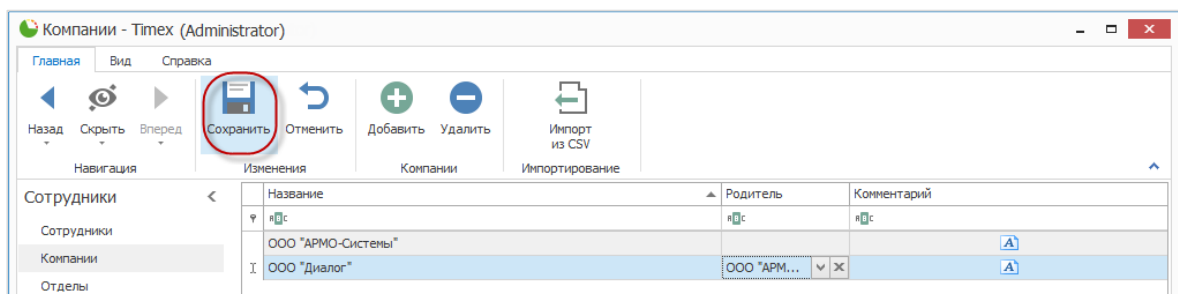 Компании - Timex (Administrator)
Главная Вид Справка
Назад Скрыть Вперед Сохранить Отменить Добавить Удалить Импорт из CSV
Навигация Изменения Компании Импортирование
Сотрудники Название Родитель Комментарий
Сотрудники
ООО "АРМО-Системы"
Компании
ООО "Диалог" ООО "АРМ...
Отделы